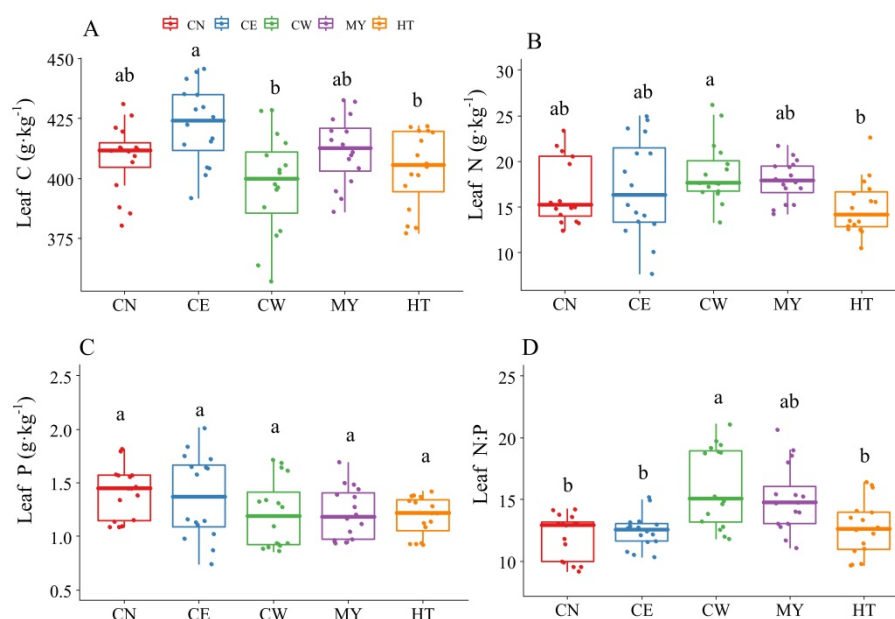 CN CE CW MY HT
A
Leaf C (g·kg⁻¹)
450
425
400
375
ab a b ab b
CN CE CW MY HT
B
Leaf N (g·kg⁻¹)
30
25
20
15
10
ab ab a ab b
CN CE CW MY HT
C
Leaf P (g·kg⁻¹)
2.5
2.0
1.5
1.0
0.5
a a a a a
CN CE CW MY HT
D
Leaf N:P
25
20
15
10
b b a ab b
CN CE CW MY HT